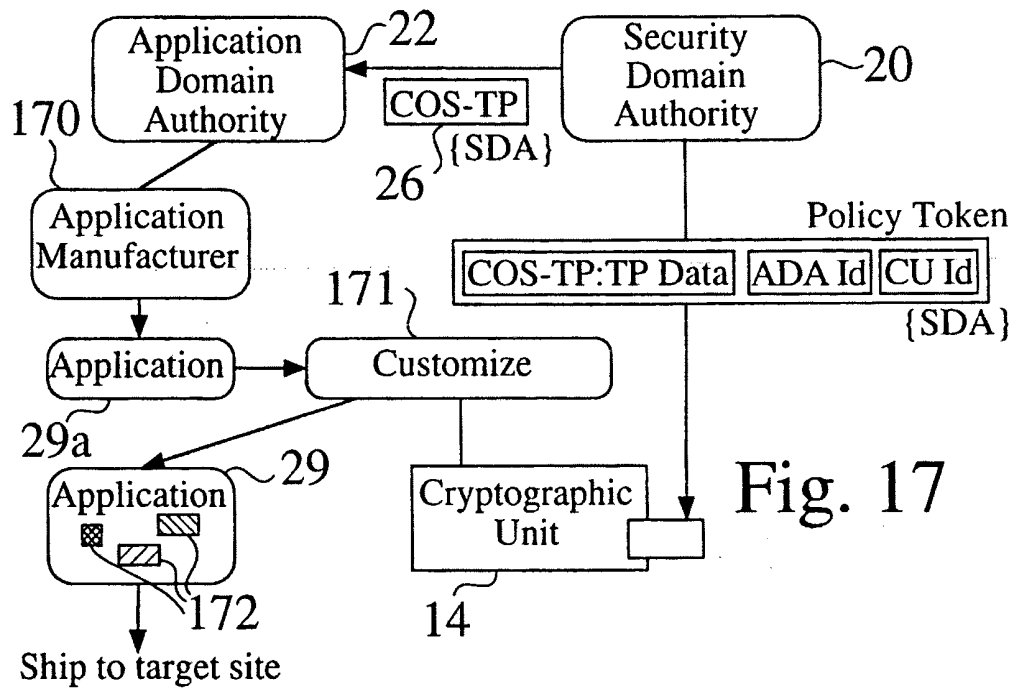 Application
Domain
Authority
22
Security
Domain
Authority
20
COS-TP
{SDA}
26
170
Application
Manufacturer
Policy Token
COS-TP:TP Data
ADA Id
CU Id
{SDA}
171
Application
Customize
29a
29
Application
172
Cryptographic
Unit
14
Fig. 17
Ship to target site